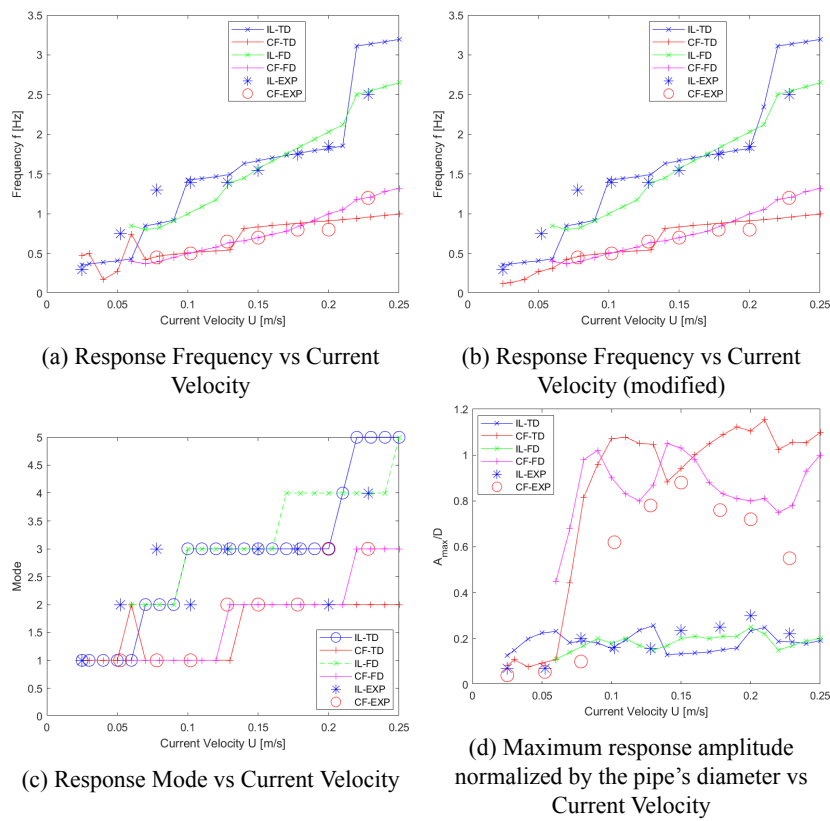 3.5
3
2.5
2
1.5
1
0.5
0
Frequency f [Hz]
IL-TD
CF-TD
IL-FD
CF-FD
IL-EXP
CF-EXP
0 0.05 0.1 0.15 0.2 0.25
Current Velocity U [m/s]
(a) Response Frequency vs Current
Velocity
3.5
3
2.5
2
1.5
1
0.5
0
Frequency f [Hz]
IL-TD
CF-TD
IL-FD
CF-FD
IL-EXP
CF-EXP
0 0.05 0.1 0.15 0.2 0.25
Current Velocity U [m/s]
(b) Response Frequency vs Current
Velocity (modified)
5
4.5
4
3.5
3
2.5
2
1.5
1
0.5
0
Mode
IL-TD
CF-TD
IL-FD
CF-FD
IL-EXP
CF-EXP
0 0.05 0.1 0.15 0.2 0.25
Current Velocity U [m/s]
(c) Response Mode vs Current Velocity
1.2
1
0.8
0.6
0.4
0.2
0
A_max/D
IL-TD
CF-TD
IL-FD
CF-FD
IL-EXP
CF-EXP
0 0.05 0.1 0.15 0.2 0.25
Current Velocity U [m/s]
(d) Maximum response amplitude
normalized by the pipe's diameter vs
Current Velocity